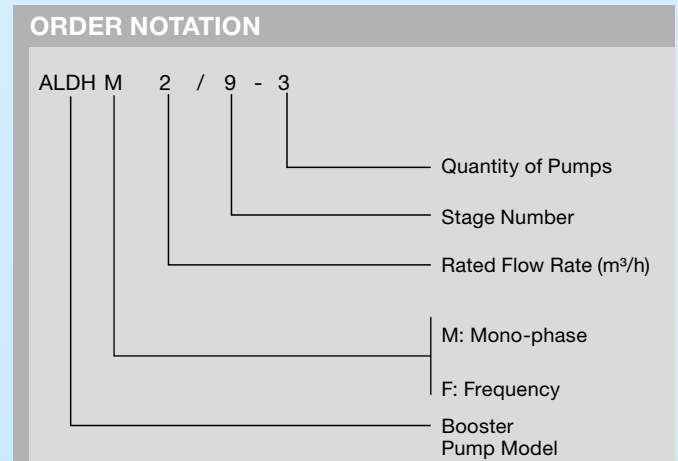 ORDER NOTATION
ALDH M 2 / 9 - 3
Quantity of Pumps
Stage Number
Rated Flow Rate (m³/h)
M: Mono-phase
F: Frequency
Booster
Pump Model